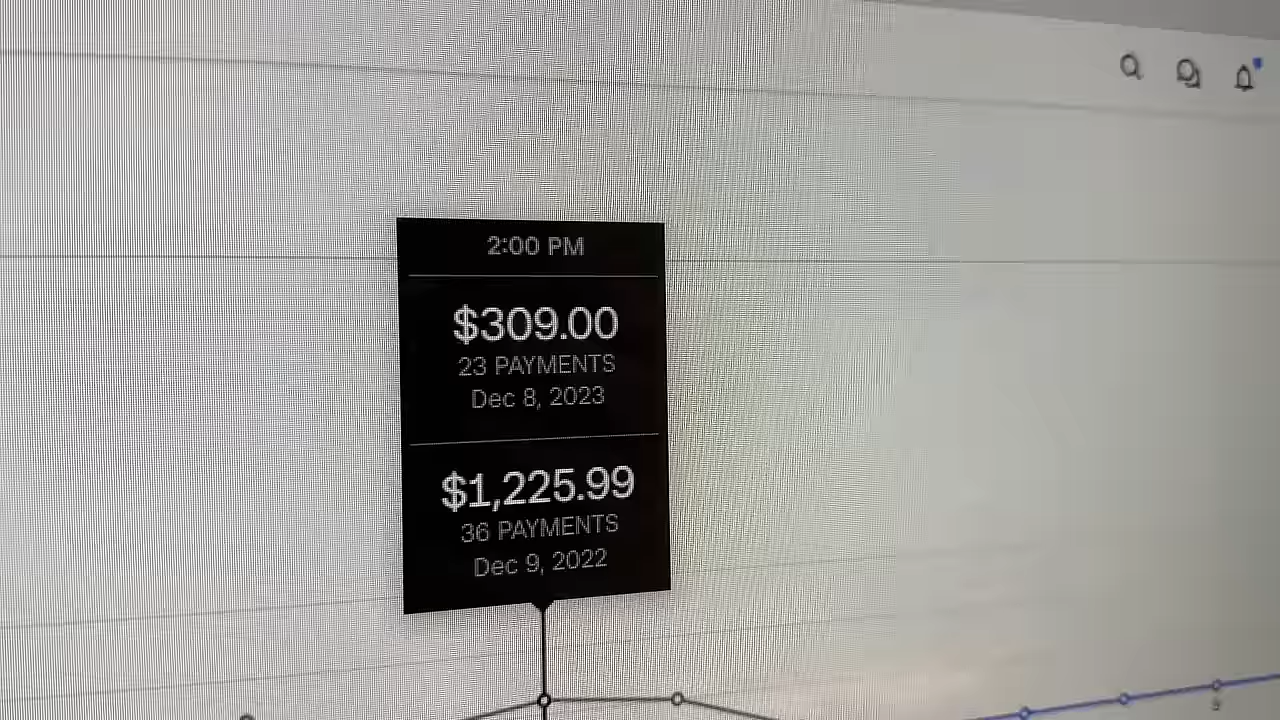 2:00 PM
$309.00
23 PAYMENTS
Dec 8, 2023
$1,225.99
36 PAYMENTS
Dec 9, 2022